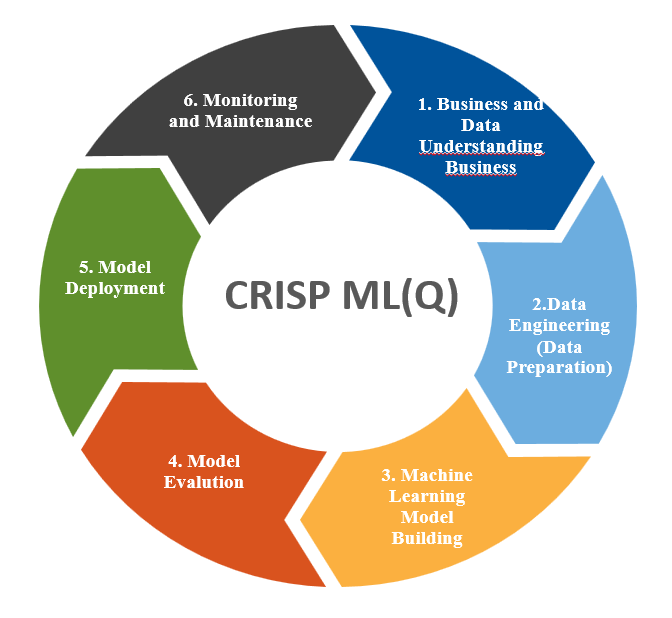 1. Business and
Data
Understanding
Business
2.Data
Engineering
(Data
Preparation)
3. Machine
Learning
Model
Building
4. Model
Evalution
5. Model
Deployment
6. Monitoring
and Maintenance
CRISP ML(Q)